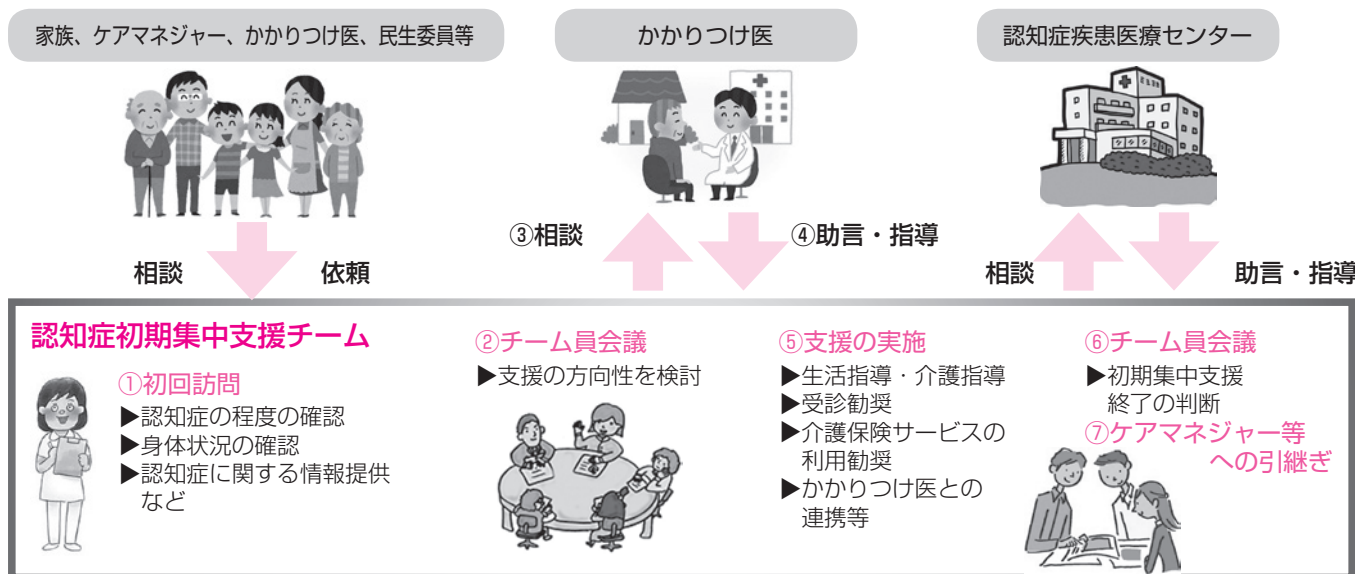 家族、ケアマネジャー、かかりつけ医、民生委員等
かかりつけ医
認知症疾患医療センター
相談
依頼
③相談
④助言・指導
相談
助言・指導
認知症初期集中支援チーム
①初回訪問
▶認知症の程度の確認
▶身体状況の確認
▶認知症に関する情報提供
など
②チーム員会議
▶支援の方向性を検討
⑤支援の実施
▶生活指導・介護指導
▶受診勧奨
▶介護保険サービスの
利用勧奨
▶かかりつけ医との
連携等
⑥チーム員会議
▶初期集中支援
終了の判断
⑦ケアマネジャー等
への引継ぎ